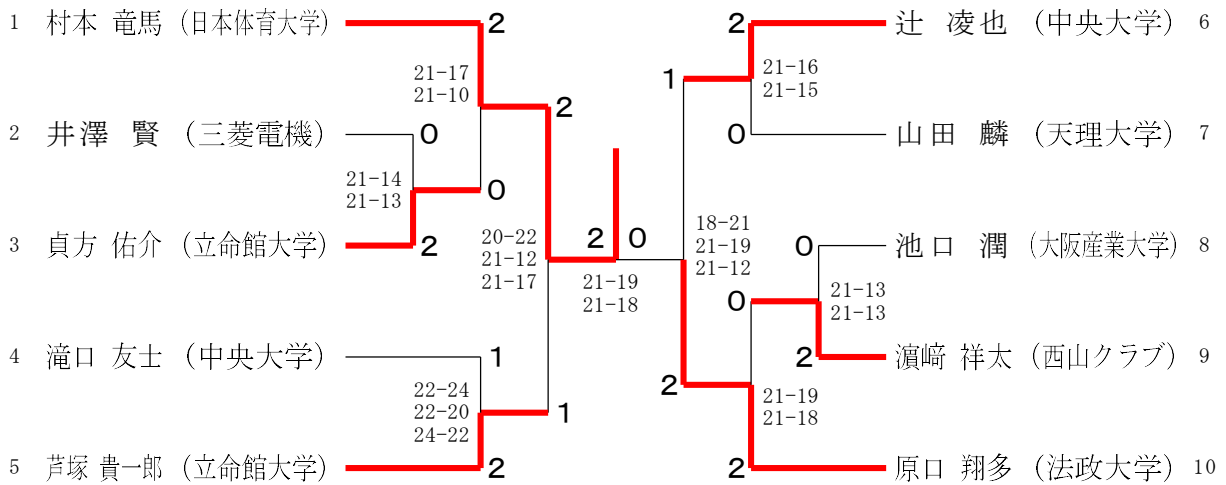 1 村本 竜馬 (日本体育大学) 2
21-17
21-10
2
2 井澤 賢 (三菱電機) 0
21-14
21-13
0
3 貞方 佑介 (立命館大学) 2
20-22
21-12
21-17
4 滝口 友士 (中央大学) 1
22-24
22-20
24-22
1
5 芦塚 貴一郎 (立命館大学) 2
2 0
21-19
21-18
2 辻 凌也 (中央大学) 6
1
21-16
21-15
0 山田 麟 (天理大学) 7
18-21
21-19
21-12
0 池口 潤 (大阪産業大学) 8
21-13
21-13
0
2 濵﨑 祥太 (西山クラブ) 9
2
21-19
21-18
2 原口 翔多 (法政大学) 10